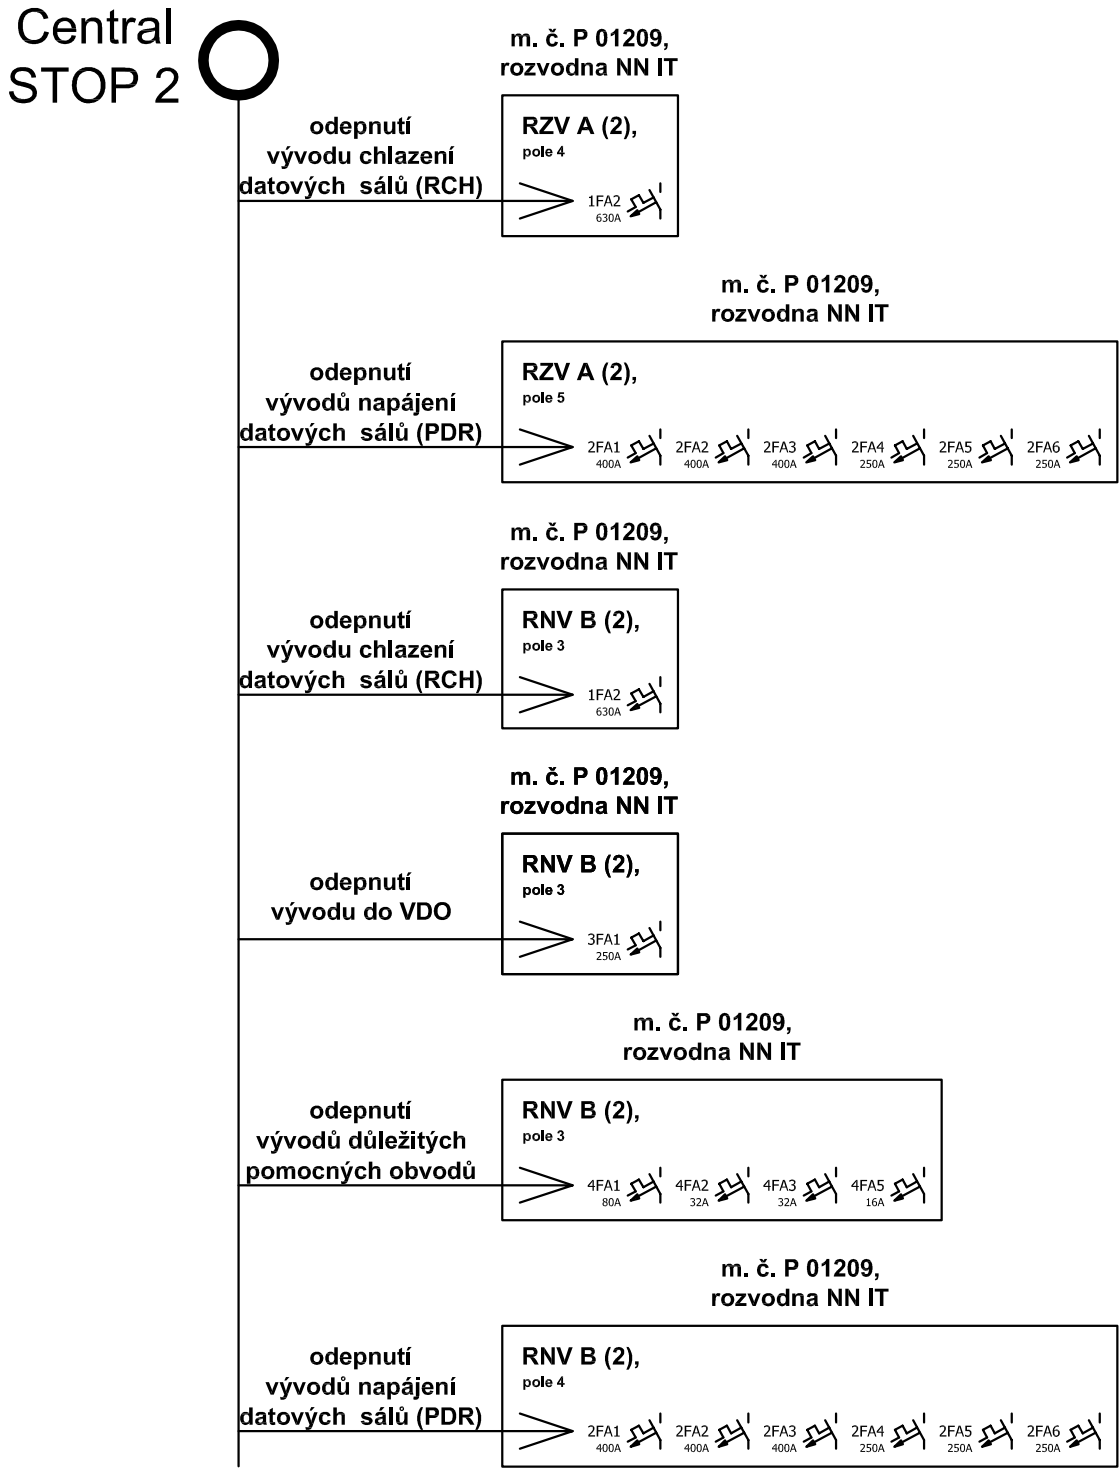 Central
STOP 2
m. č. P 01209,
rozvodna NN IT
odepnutí
vývodu chlazení
datových sálů (RCH)
RZV A (2),
pole 4
1FA2
630A
m. č. P 01209,
rozvodna NN IT
odepnutí
vývodů napájení
datových sálů (PDR)
RZV A (2),
pole 5
2FA1 2FA2 2FA3 2FA4 2FA5 2FA6
400A 400A 400A 250A 250A 250A
m. č. P 01209,
rozvodna NN IT
odepnutí
vývodu chlazení
datových sálů (RCH)
RNV B (2),
pole 3
1FA2
630A
m. č. P 01209,
rozvodna NN IT
odepnutí
vývodu do VDO
RNV B (2),
pole 3
3FA1
250A
m. č. P 01209,
rozvodna NN IT
odepnutí
vývodů důležitých
pomocných obvodů
RNV B (2),
pole 3
4FA1 4FA2 4FA3 4FA5
80A 32A 32A 16A
m. č. P 01209,
rozvodna NN IT
odepnutí
vývodů napájení
datových sálů (PDR)
RNV B (2),
pole 4
2FA1 2FA2 2FA3 2FA4 2FA5 2FA6
400A 400A 400A 250A 250A 250A